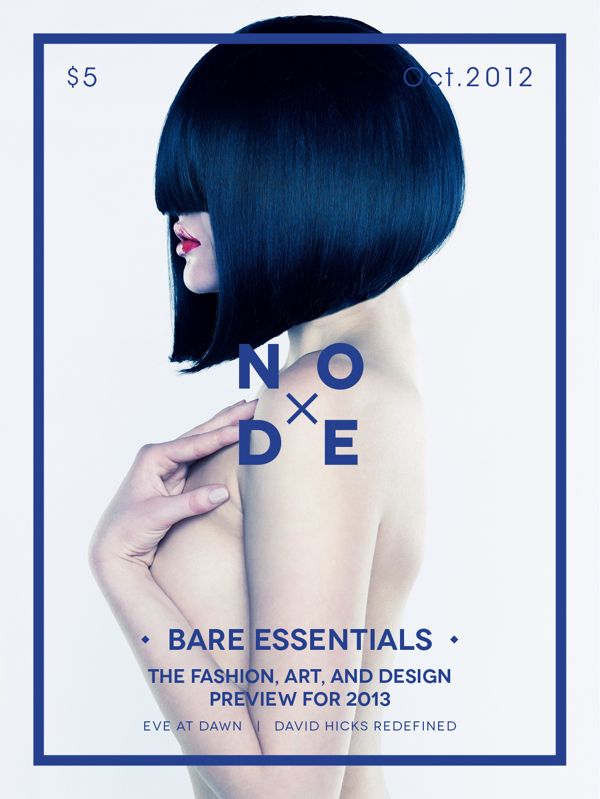 $5 Oct.2012
N O
× 
D E
BARE ESSENTIALS
THE FASHION, ART, AND DESIGN
PREVIEW FOR 2013
EVE AT DAWN | DAVID HICKS REDEFINED